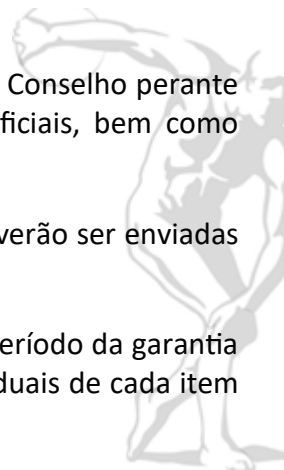 Conselho perante
ficiais, bem como
verão ser enviadas
eríodo da garantia
duais de cada item